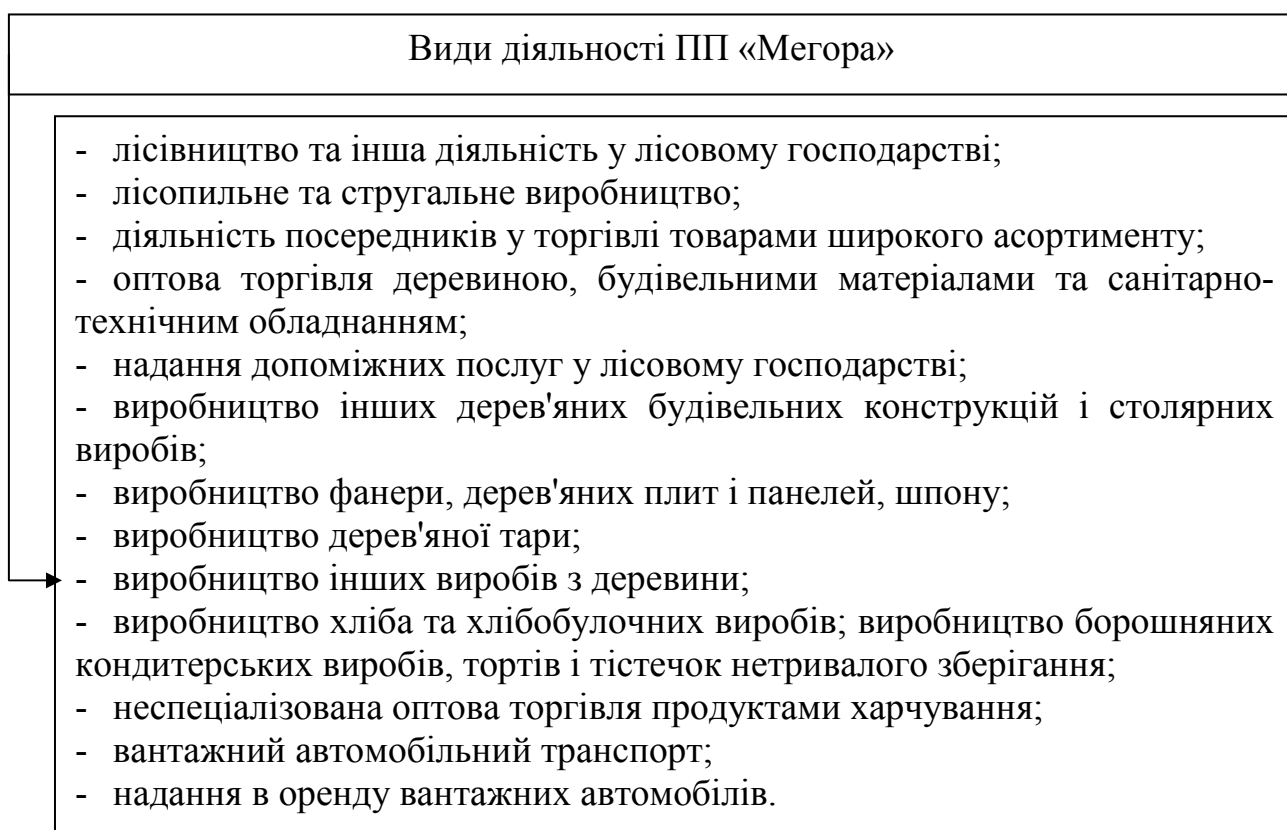 Види діяльності ПП «Мегора»
- лісівництво та інша діяльність у лісовому господарстві;
- лісопильне та стругальне виробництво;
- діяльність посередників у торгівлі товарами широкого асортименту;
- оптова торгівля деревиною, будівельними матеріалами та санітарно-
технічним обладнанням;
- надання допоміжних послуг у лісовому господарстві;
- виробництво інших дерев'яних будівельних конструкцій і столярних
виробів;
- виробництво фанери, дерев'яних плит і панелей, шпону;
- виробництво дерев'яної тари;
- виробництво інших виробів з деревини;
- виробництво хліба та хлібобулочних виробів; виробництво борошняних
кондитерських виробів, тортів і тістечок нетривалого зберігання;
- неспеціалізована оптова торгівля продуктами харчування;
- вантажний автомобільний транспорт;
- надання в оренду вантажних автомобілів.